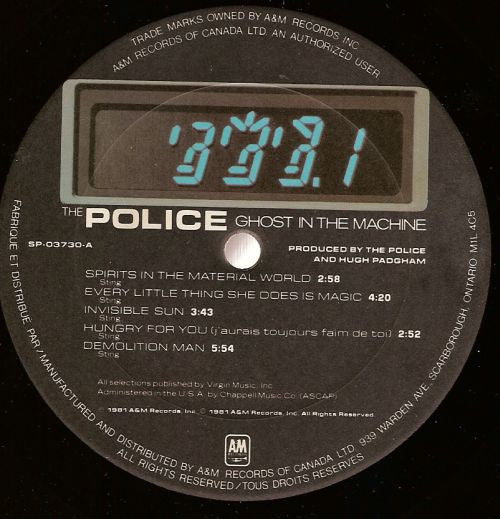 TRADE MARKS OWNED BY A&M RECORDS INC.
A&M RECORDS OF CANADA LTD. AN AUTHORIZED USER
THE POLICE GHOST IN THE MACHINE
SP-03730-A
PRODUCED BY THE POLICE
AND HUGH PADGHAM
SPIRITS IN THE MATERIAL WORLD 2:58
Sting
EVERY LITTLE THING SHE DOES IS MAGIC 4:20
Sting
INVISIBLE SUN 3:43
Sting
HUNGRY FOR YOU (j'aurais toujours faim de toi) 2:52
Sting
DEMOLITION MAN 5:54
Sting
All selections published by Virgin Music, Inc.
Administered in the U.S.A. by Chappell Music Co. (ASCAP)
℗ 1981 A&M Records, Inc. © 1981 A&M Records, Inc. All Rights Reserved.
AM
FABRIQUE ET DISTRIBUÉ PAR/MANUFACTURED AND DISTRIBUTED BY A&M RECORDS OF CANADA LTD 939 WARDEN AVE, SCARBOROUGH, ONTARIO M1L 4C5
ALL RIGHTS RESERVED/TOUS DROITS RESERVÉS